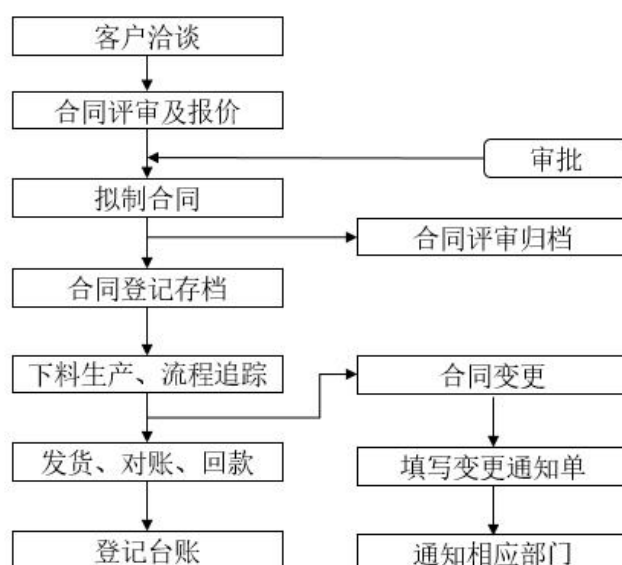 客户洽谈
合同评审及报价
审批
拟制合同
合同评审归档
合同登记存档
下料生产、流程追踪
合同变更
发货、对账、回款
填写变更通知单
登记台账
通知相应部门